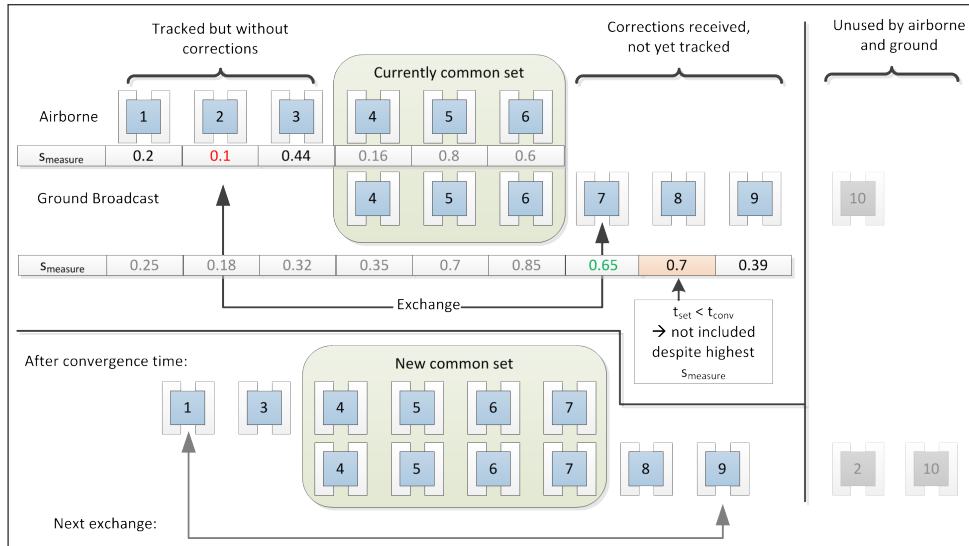 Tracked but without
corrections
Corrections received,
not yet tracked
Unused by airborne
and ground
Currently common set
Airborne
1 2 3 4 5 6
Smeasure 0.2 0.1 0.44 0.16 0.8 0.6
Ground Broadcast
4 5 6 7 8 9 10
Smeasure 0.25 0.18 0.32 0.35 0.7 0.85 0.65 0.7 0.39
Exchange
tset < tconv
→ not included
despite highest
Smeasure
After convergence time:
New common set
1 3 4 5 6 7
4 5 6 7 8 9 2 10
Next exchange: